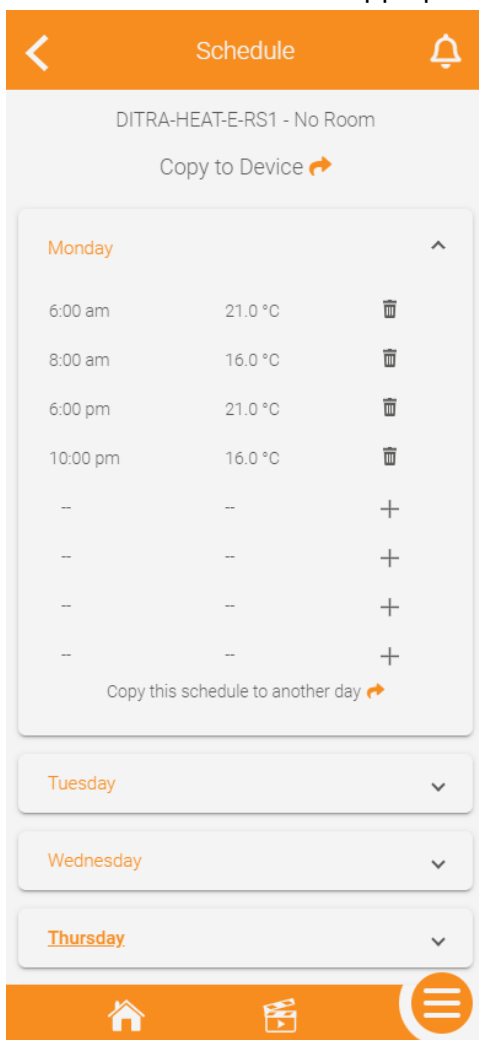 Schedule
DITRA-HEAT-E-RS1 - No Room
Copy to Device
Monday
6:00 am 21.0 °C
8:00 am 16.0 °C
6:00 pm 21.0 °C
10:00 pm 16.0 °C
-- --
-- --
-- --
-- --
Copy this schedule to another day
Tuesday
Wednesday
Thursday